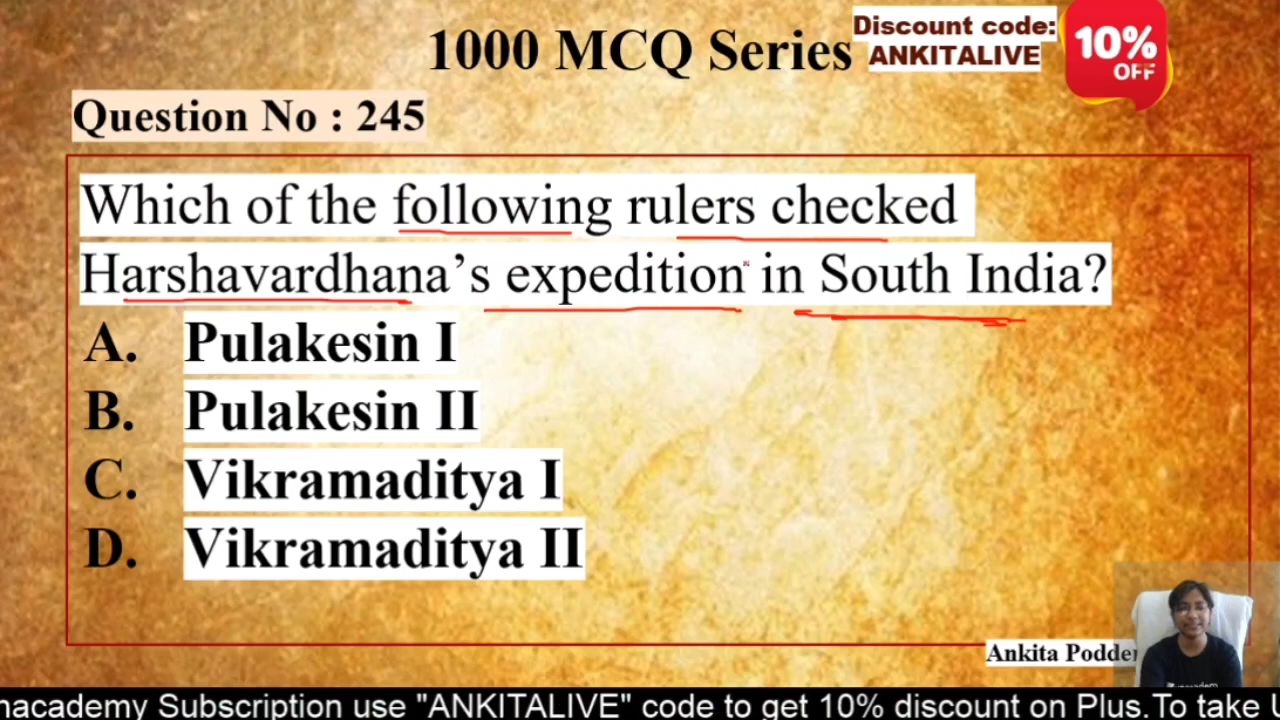 1000 MCQ Series
Discount code:
ANKITALIVE
10%
OFF
Question No : 245
Which of the following rulers checked
Harshavardhana’s expedition in South India?
A. Pulakesin I
B. Pulakesin II
C. Vikramaditya I
D. Vikramaditya II
Ankita Podder
nacademy Subscription use "ANKITALIVE" code to get 10% discount on Plus.To take U